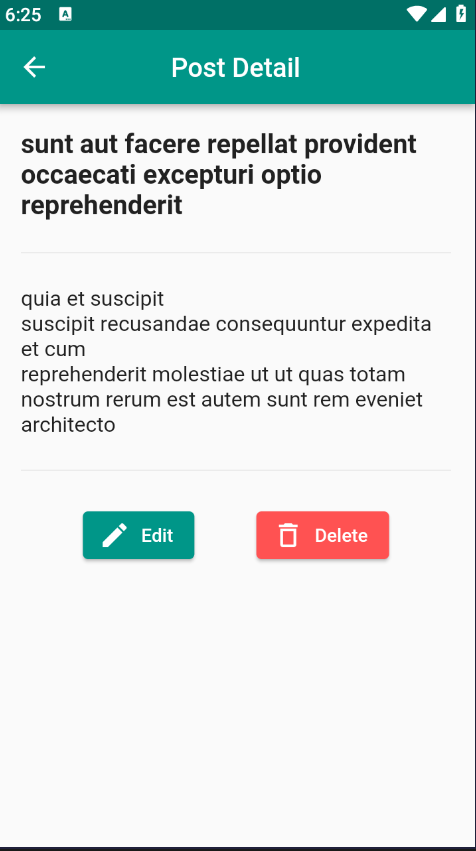 6:25
A
Post Detail
sunt aut facere repellat provident
occaecati excepturi optio
reprehenderit
quia et suscipit
suscipit recusandae consequuntur expedita
et cum
reprehenderit molestiae ut ut quas totam
nostrum rerum est autem sunt rem eveniet
architecto
Edit
Delete